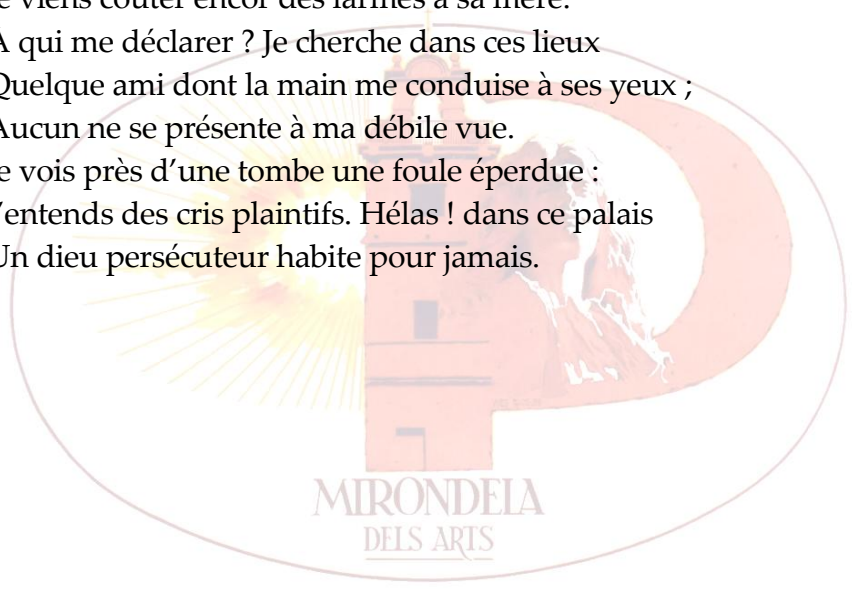 e viens coûter encor des larmes à sa mère.
À qui me déclarer ? Je cherche dans ces lieux
Quelque ami dont la main me conduise à ses yeux ;
Aucun ne se présente à ma débile vue.
e vois près d’une tombe une foule éperdue :
’entends des cris plaintifs. Hélas ! dans ce palais
Un dieu persécuteur habite pour jamais.
MIRONDELA
DELS ARTS